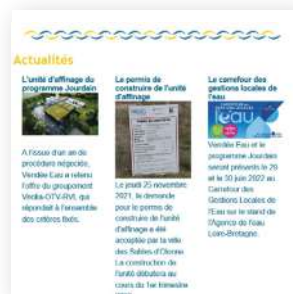 Actualités
L'unité d'affinage du
programme Jourdain
A l'issue d'un an de
procédure négociée,
Vendée Eau a retenu
l'offre du groupement
Veolia-OTV-RVL qui
répondait à l'ensemble
des critères fixés.
Le permis de
construire de l'unité
d'affinage
Le jeudi 25 novembre
2021, la demande
pour le permis de
construire de l'unité
d'affinage a été
acceptée par la ville
des Sables d'Olonne.
La construction de
l'unité débutera au
cours du 1er trimestre
Le carrefour des
gestions locales de
l'eau
l'eau
Vendée Eau et le
programme Jourdain
seront présents le 29
et le 30 juin 2022 au
Carrefour des
Gestions Locales de
l'Eau sur le stand de
l'Agence de l'eau
Loire-Bretagne.